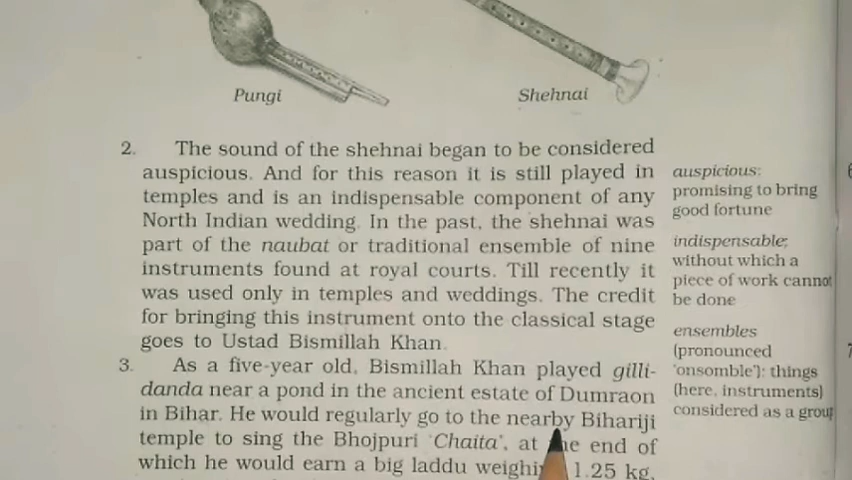 Pungi
Shehnai
2. The sound of the shehnai began to be considered
auspicious. And for this reason it is still played in
temples and is an indispensable component of any
North Indian wedding. In the past, the shehnai was
part of the naubat or traditional ensemble of nine
instruments found at royal courts. Till recently it
was used only in temples and weddings. The credit
for bringing this instrument onto the classical stage
goes to Ustad Bismillah Khan.
3. As a five-year old, Bismillah Khan played gilli-
danda near a pond in the ancient estate of Dumraon
in Bihar. He would regularly go to the nearby Bihariji
temple to sing the Bhojpuri 'Chaita', at end of
which he would earn a big laddu 1.25 kg,
auspicious:
promising to bring
good fortune
indispensable:
without which a
piece of work cannot
be done
ensembles
(pronounced
'onsomble'): things
(here, instruments)
considered as a group